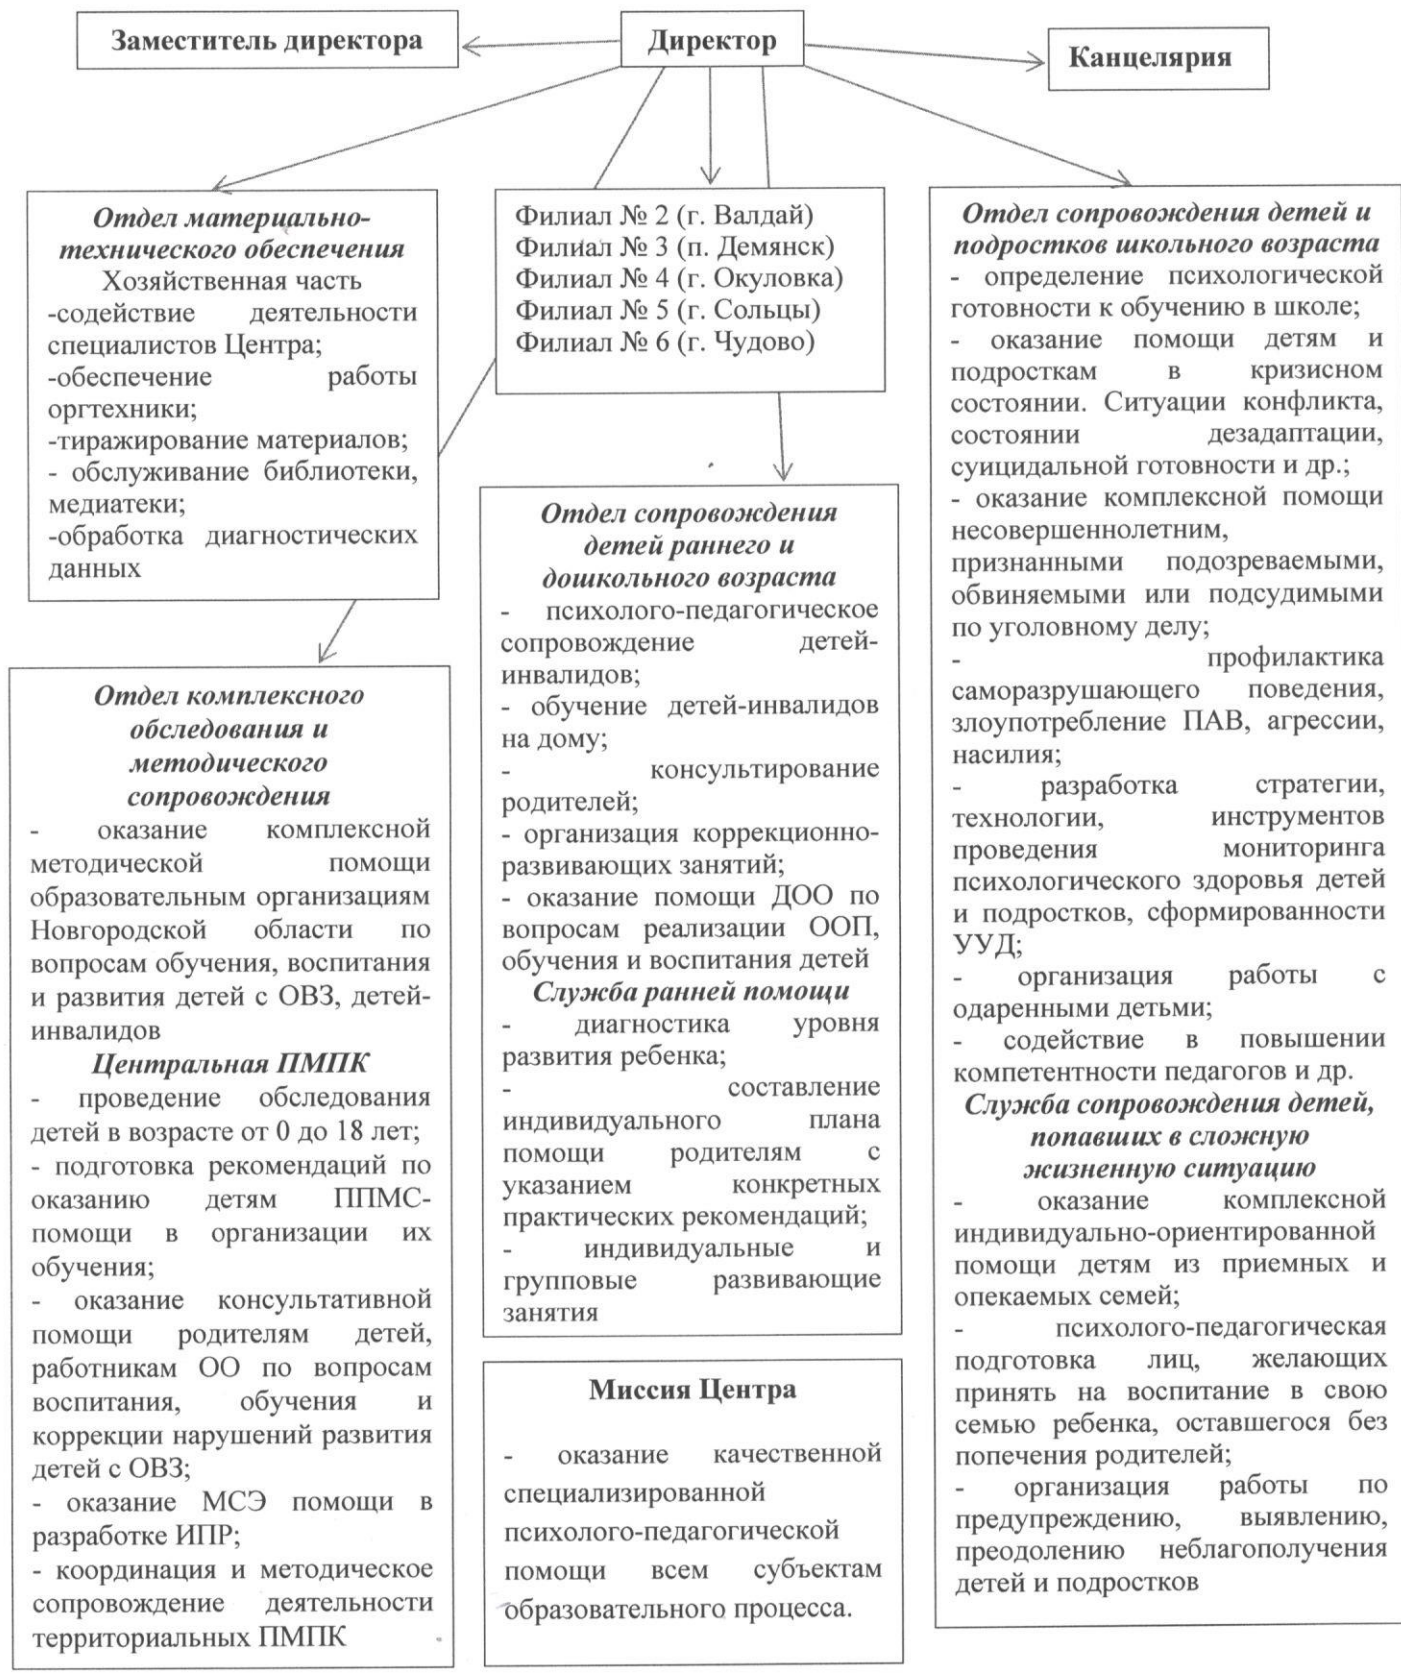 Заместитель директора
Директор
Канцелярия
Отдел материально-
технического обеспечения
Хозяйственная часть
-содействие деятельности
специалистов Центра;
-обеспечение работы
оргтехники;
-тиражирование материалов;
- обслуживание библиотеки,
медиатеки;
-обработка диагностических
данных
Филиал № 2 (г. Валдай)
Филиал № 3 (п. Демянск)
Филиал № 4 (г. Окуловка)
Филиал № 5 (г. Сольцы)
Филиал № 6 (г. Чудово)
Отдел сопровождения детей и
подростков школьного возраста
- определение психологической
готовности к обучению в школе;
- оказание помощи детям и
подросткам в кризисном
состоянии. Ситуации конфликта,
состоянии дезадаптации,
суицидальной готовности и др.;
- оказание комплексной помощи
несовершеннолетним,
признанными подозреваемыми,
обвиняемыми или подсудимыми
по уголовному делу;
- профилактика
саморазрушающего поведения,
злоупотребление ПАВ, агрессии,
насилия;
- разработка стратегии,
технологии, инструментов
проведения мониторинга
психологического здоровья детей
и подростков, сформированности
УУД;
- организация работы с
одаренными детьми;
- содействие в повышении
компетентности педагогов и др.
Служба сопровождения детей,
попавших в сложную
жизненную ситуацию
- оказание комплексной
индивидуально-ориентированной
помощи детям из приемных и
опекаемых семей;
- психолого-педагогическая
подготовка лиц, желающих
принять на воспитание в свою
семью ребенка, оставшегося без
попечения родителей;
- организация работы по
предупреждению, выявлению,
преодолению неблагополучения
детей и подростков
Отдел комплексного
обследования и
методического
сопровождения
- оказание комплексной
методической помощи
образовательным организациям
Новгородской области по
вопросам обучения, воспитания
и развития детей с ОВЗ, детей-
инвалидов
Центральная ПМПК
- проведение обследования
детей в возрасте от 0 до 18 лет;
- подготовка рекомендаций по
оказанию детям ППМС-
помощи в организации их
обучения;
- оказание консультативной
помощи родителям детей,
работникам ОО по вопросам
воспитания, обучения и
коррекции нарушений развития
детей с ОВЗ;
- оказание МСЭ помощи в
разработке ИПР;
- координация и методическое
сопровождение деятельности
территориальных ПМПК
Отдел сопровождения
детей раннего и
дошкольного возраста
- психолого-педагогическое
сопровождение детей-
инвалидов;
- обучение детей-инвалидов
на дому;
- консультирование
родителей;
- организация коррекционно-
развивающих занятий;
- оказание помощи ДОО по
вопросам реализации ООП,
обучения и воспитания детей
Служба ранней помощи
- диагностика уровня
развития ребенка;
- составление
индивидуального плана
помощи родителям с
указанием конкретных
практических рекомендаций;
- индивидуальные и
групповые развивающие
занятия
Миссия Центра
- оказание качественной
специализированной
психолого-педагогической
помощи всем субъектам
образовательного процесса.